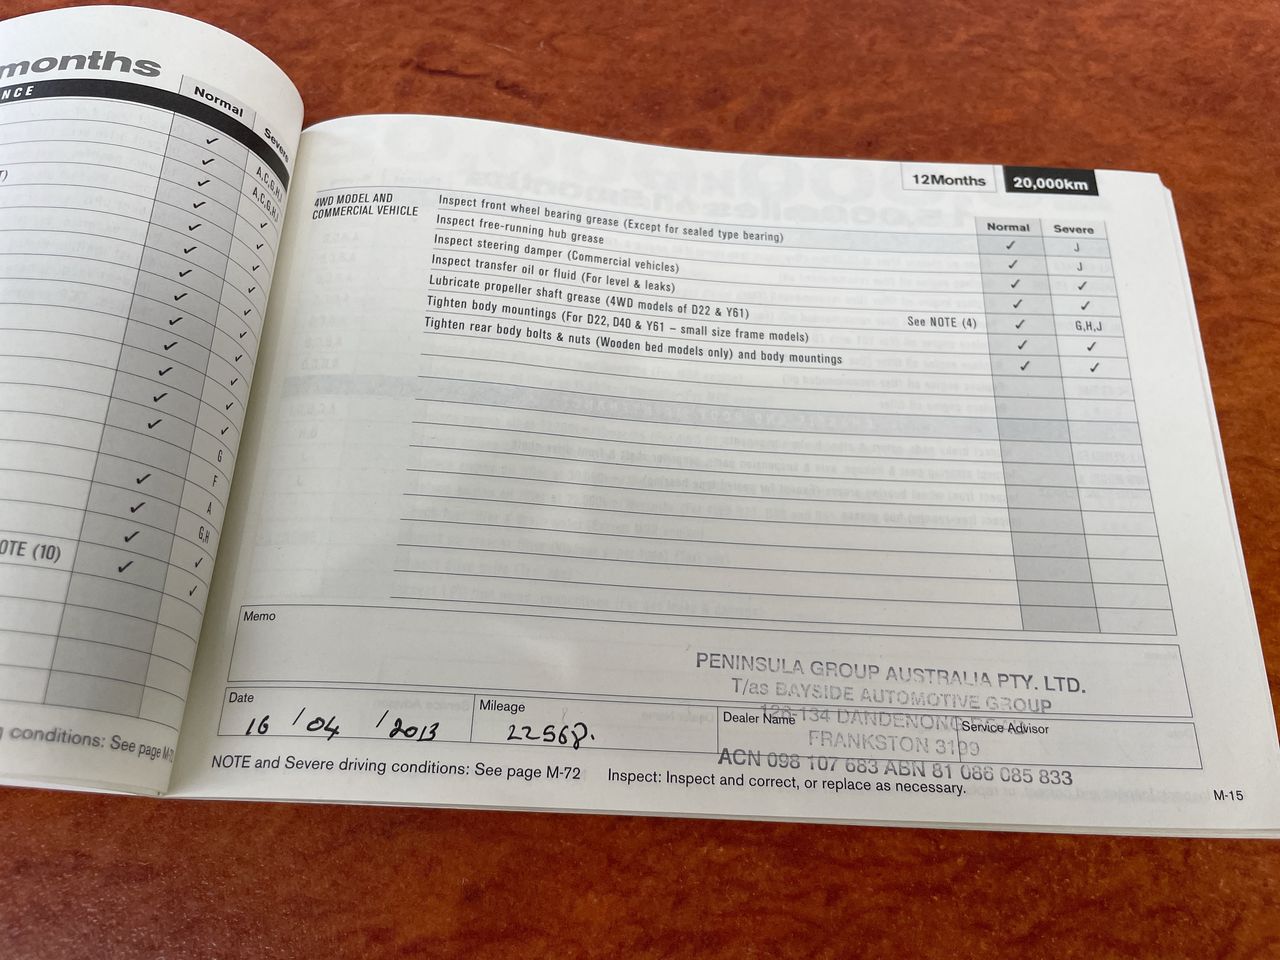 months
NCE
Normal
Severe
✓
✓ A,C,G,H,J
✓ A,C,G,H,J
✓ ✓
✓ ✓
✓ ✓
✓ ✓
✓ ✓
✓ ✓
✓ ✓
✓ ✓
✓ ✓
G
✓ F
✓ A
✓ G,H
OTE (10) ✓ ✓
✓
conditions: See page M-72
12Months 20,000km
Normal Severe
4WD MODEL AND
COMMERCIAL VEHICLE
Inspect front wheel bearing grease (Except for sealed type bearing) ✓ J
Inspect free-running hub grease ✓ J
Inspect steering damper (Commercial vehicles) ✓ ✓
Inspect transfer oil or fluid (For level & leaks) ✓ ✓
Lubricate propeller shaft grease (4WD models of D22 & Y61) See NOTE (4) ✓ G,H,J
Tighten body mountings (For D22, D40 & Y61 – small size frame models) ✓ ✓
Tighten rear body bolts & nuts (Wooden bed models only) and body mountings ✓ ✓
Memo
PENINSULA GROUP AUSTRALIA PTY. LTD.
T/as BAYSIDE AUTOMOTIVE GROUP
128-134 DANDENONG
FRANKSTON 3199
ACN 098 107 683 ABN 81 086 085 833
Date
16 / 04 / 2013
Mileage
22568.
Dealer Name
Service Advisor
NOTE and Severe driving conditions: See page M-72 Inspect: Inspect and correct, or replace as necessary.
M-15